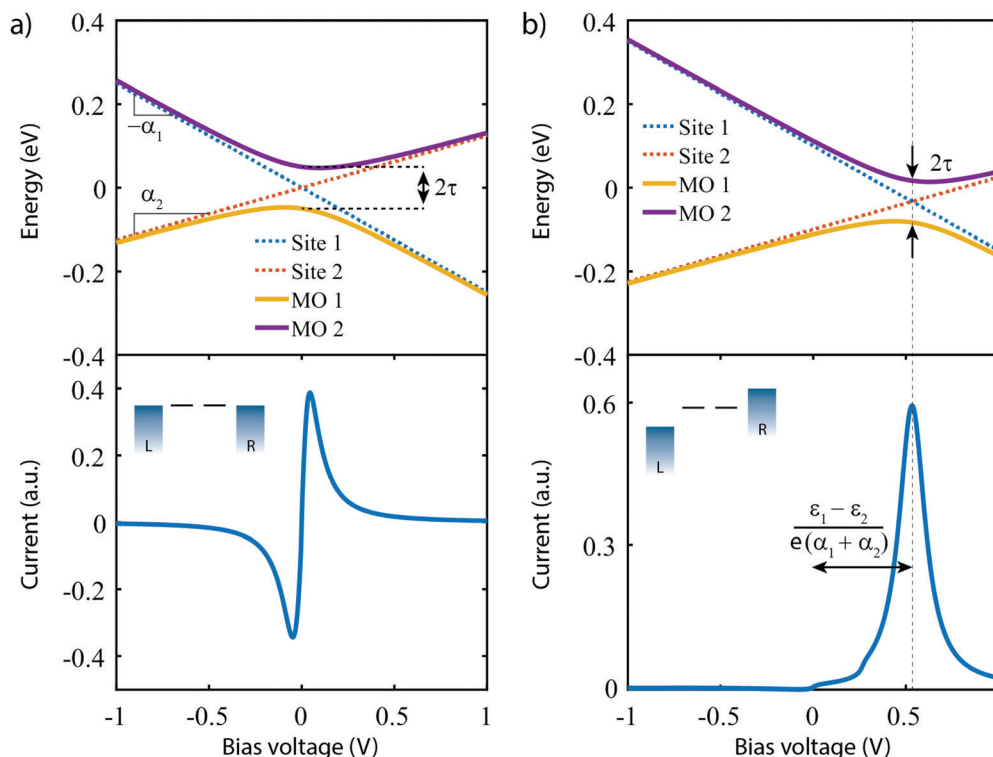 a)
0.4
0.2
0
-0.2
-0.4
Energy (eV)
−α1
α2
2τ
Site 1
Site 2
MO 1
MO 2
0.4
0.2
0
-0.2
-0.4
Current (a.u.)
L
R
-1 -0.5 0 0.5 1
Bias voltage (V)
b)
0.4
0.2
0
-0.2
-0.4
Energy (eV)
Site 1
Site 2
MO 1
MO 2
2τ
0.6
0.3
0
Current (a.u.)
L
R
ε1 − ε2
e(α1 + α2)
-1 0 0.5
Bias voltage (V)